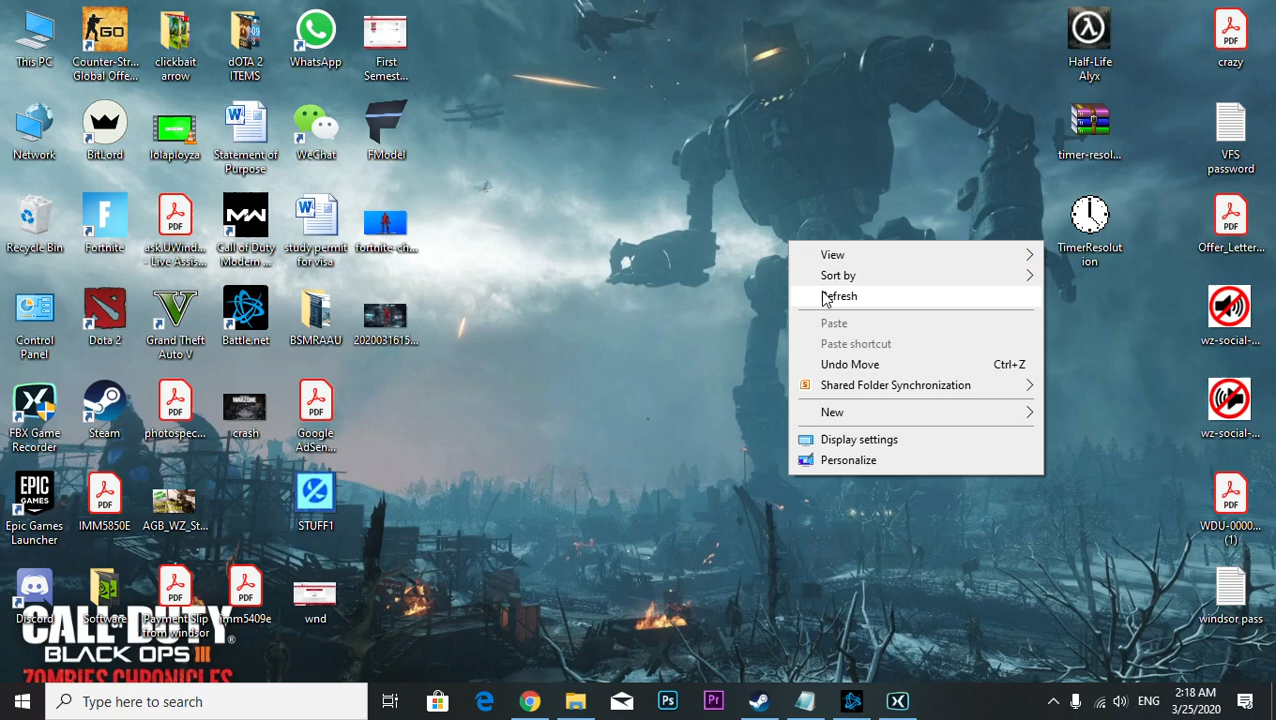 This PC
Counter-Str...
Global Offe...
clickbait
arrow
dOTA 2
ITEMS
WhatsApp
First
Semest...
Half-Life
Alyx
crazy
Network
BitLord
lolaployza
Statement of
Purpose
WeChat
FModel
timer-resol...
VFS
password
Recycle Bin
Fortnite
ask.UWind...
- Live Assis...
Call of Duty
Modern ...
study permit
for visa
fortnite-ch...
TimerResolut
ion
Offer_Letter...
Control
Panel
Dota 2
Grand Theft
Auto V
Battle.net
BSMRAAU
2020031615...
wz-social-...
FBX Game
Recorder
Steam
photospec...
crash
Google
AdSen...
wz-social-...
Epic Games
Launcher
IMM5850E
AGB_WZ_St...
STUFF1
WDU-0000...
(1)
Discord
Software
Payment Slip
from windsor
imm5409e
wnd
windsor pass
View
Sort by
Refresh
Paste
Paste shortcut
Undo Move Ctrl+Z
Shared Folder Synchronization
New
Display settings
Personalize
CALL OF DUTY
BLACK OPS III
ZOMBIES CHRONICLES
Type here to search
ENG
2:18 AM
3/25/2020